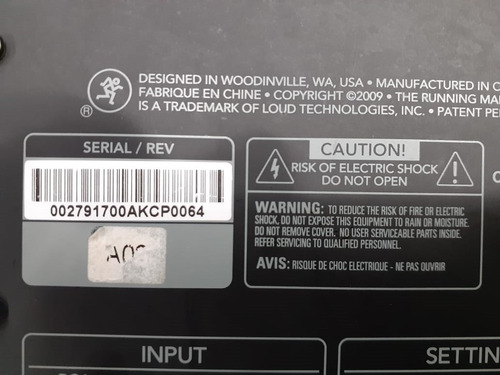 DESIGNED IN WOODINVILLE, WA, USA • MANUFACTURED IN
FABRIQUE EN CHINE • COPYRIGHT ©2009 • THE RUNNING
IS A TRADEMARK OF LOUD TECHNOLOGIES, INC. • PATENT
®
SERIAL / REV
002791700AKCP0064
CAUTION!
RISK OF ELECTRIC SHOCK
DO NOT OPEN
WARNING: TO REDUCE THE RISK OF FIRE OR ELECTRIC
SHOCK, DO NOT EXPOSE THIS EQUIPMENT TO RAIN OR MOISTURE.
DO NOT REMOVE COVER. NO USER SERVICEABLE PARTS INSIDE.
REFER SERVICING TO QUALIFIED PERSONNEL.
AVIS: RISQUE DE CHOC ELECTRIQUE - NE PAS OUVRIR
INPUT